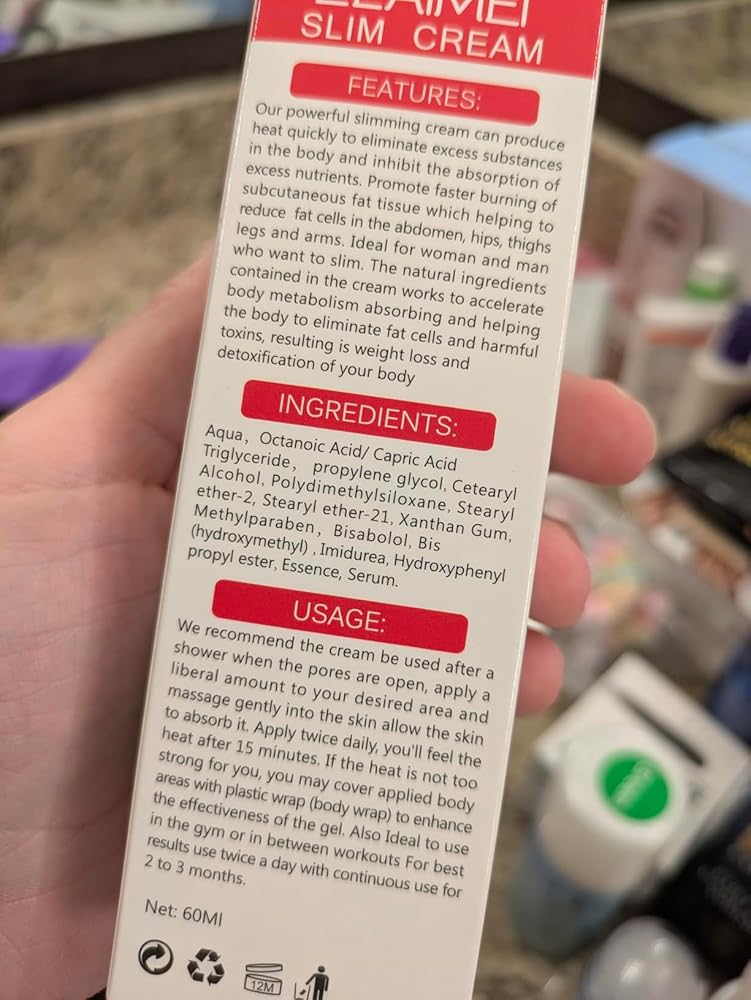 SLIM CREAM
FEATURES:
Our powerful slimming cream can produce
heat quickly to eliminate excess substances
in the body and inhibit the absorption of
excess nutrients. Promote faster burning of
subcutaneous fat tissue which helping to
reduce fat cells in the abdomen, hips, thighs
legs and arms. Ideal for woman and man
who want to slim. The natural ingredients
contained in the cream works to accelerate
body metabolism absorbing and helping
the body to eliminate fat cells and harmful
toxins, resulting is weight loss and
detoxification of your body
INGREDIENTS:
Aqua, Octanoic Acid/ Capric Acid
Triglyceride, propylene glycol, Cetearyl
Alcohol, Polydimethylsiloxane, Stearyl
ether-2, Stearyl ether-21, Xanthan Gum,
Methylparaben, Bisabolol, Bis
(hydroxymethyl) , Imidurea, Hydroxyphenyl
propyl ester, Essence, Serum.
USAGE:
We recommend the cream be used after a
shower when the pores are open, apply a
liberal amount to your desired area and
massage gently into the skin allow the skin
to absorb it. Apply twice daily, you'll feel the
heat after 15 minutes. If the heat is not too
strong for you, you may cover applied body
areas with plastic wrap (body wrap) to enhance
the effectiveness of the gel. Also Ideal to use
in the gym or in between workouts For best
results use twice a day with continuous use for
2 to 3 months.
Net: 60Ml
12M